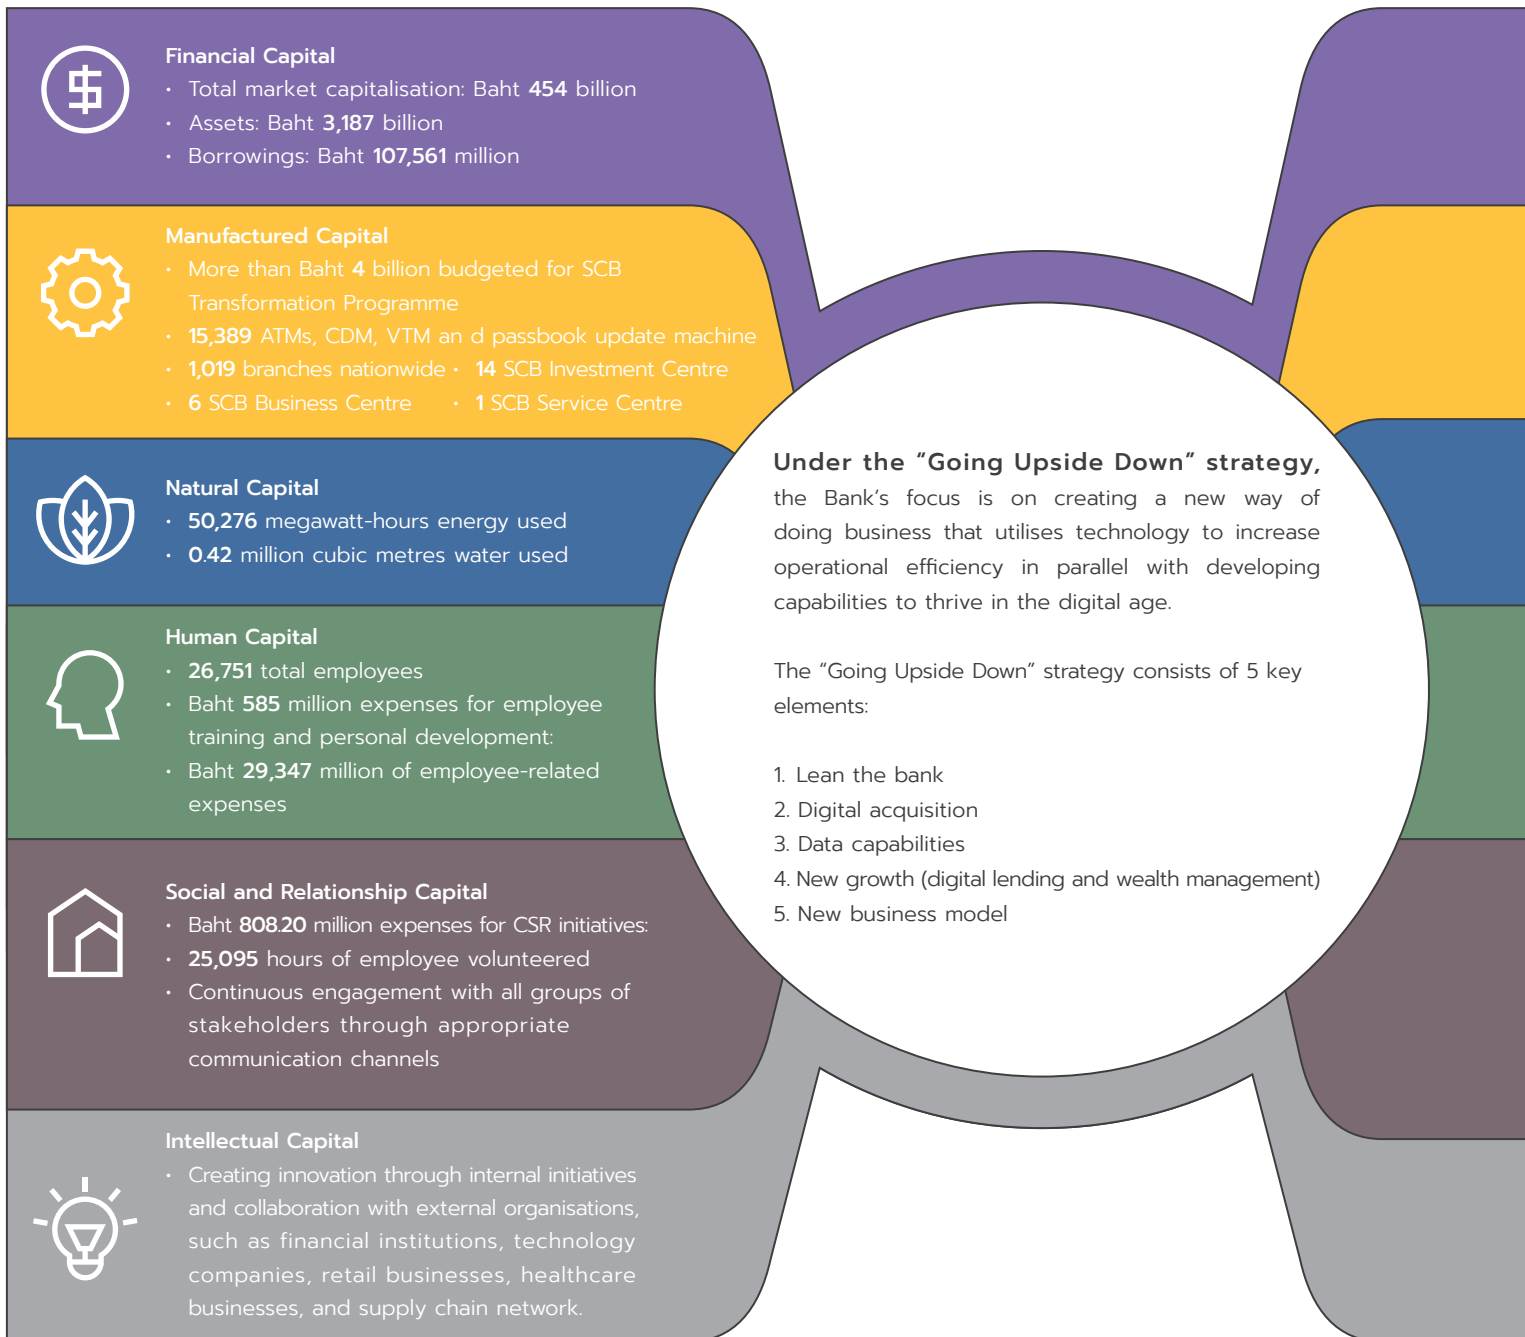 Financial Capital
• Total market capitalisation: Baht 454 billion
• Assets: Baht 3,187 billion
• Borrowings: Baht 107,561 million
Manufactured Capital
• More than Baht 4 billion budgeted for SCB
Transformation Programme
• 15,389 ATMs, CDM, VTM an d passbook update machine
• 1,019 branches nationwide • 14 SCB Investment Centre
• 6 SCB Business Centre • 1 SCB Service Centre
Natural Capital
• 50,276 megawatt-hours energy used
• 0.42 million cubic metres water used
Human Capital
• 26,751 total employees
• Baht 585 million expenses for employee
training and personal development:
• Baht 29,347 million of employee-related
expenses
Social and Relationship Capital
• Baht 808.20 million expenses for CSR initiatives:
• 25,095 hours of employee volunteered
• Continuous engagement with all groups of
stakeholders through appropriate
communication channels
Intellectual Capital
• Creating innovation through internal initiatives
and collaboration with external organisations,
such as financial institutions, technology
companies, retail businesses, healthcare
businesses, and supply chain network.
Under the “Going Upside Down” strategy,
the Bank’s focus is on creating a new way of
doing business that utilises technology to increase
operational efficiency in parallel with developing
capabilities to thrive in the digital age.
The “Going Upside Down” strategy consists of 5 key
elements:
1. Lean the bank
2. Digital acquisition
3. Data capabilities
4. New growth (digital lending and wealth management)
5. New business model